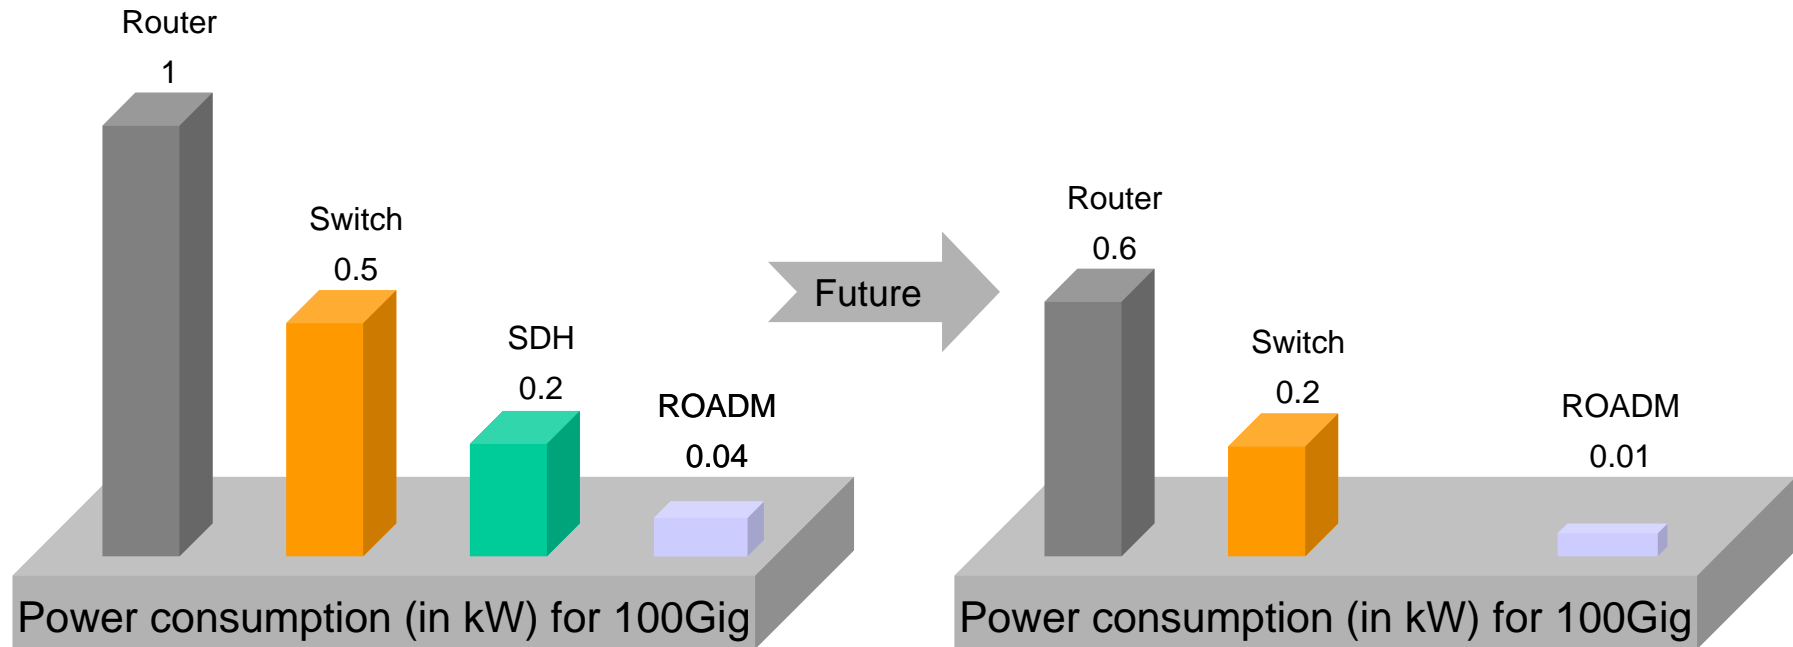 Router
1
Switch
0.5
SDH
0.2
ROADM
0.04
Power consumption (in kW) for 100Gig
Future
Router
0.6
Switch
0.2
ROADM
0.01
Power consumption (in kW) for 100Gig